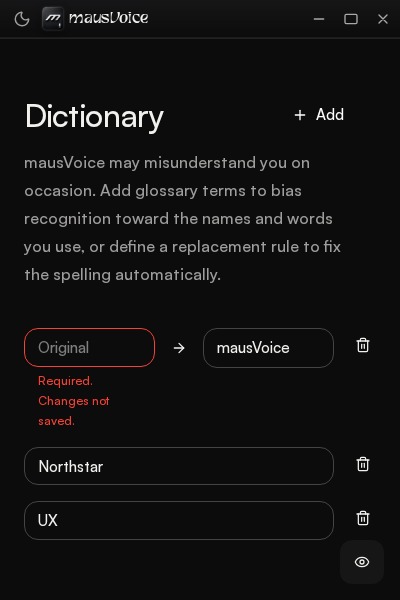 mausVoice
Dictionary
Add
mausVoice may misunderstand you on
occasion. Add glossary terms to bias
recognition toward the names and words
you use, or define a replacement rule to fix
the spelling automatically.
Original
mausVoice
Required.
Changes not
saved.
Northstar
UX